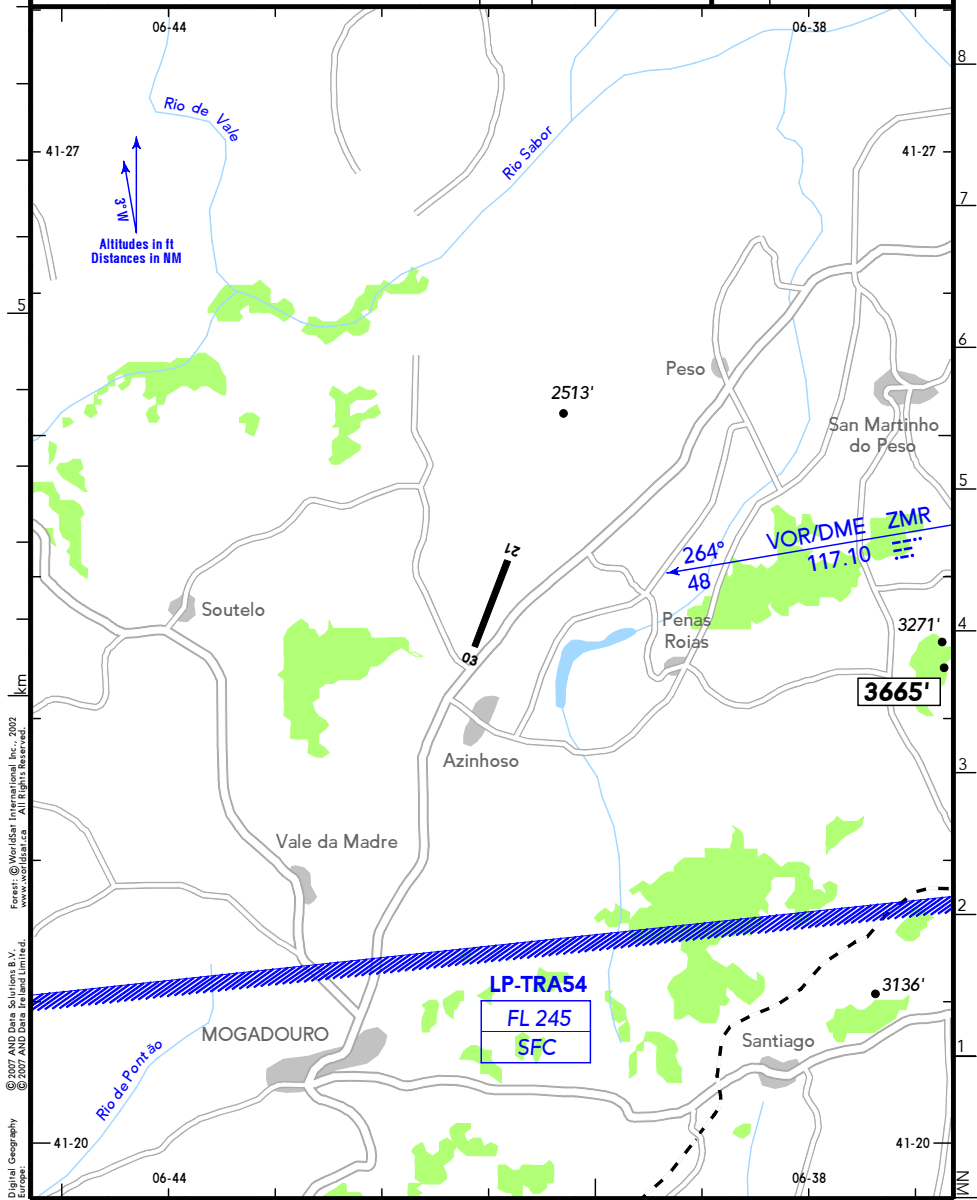 06-44
06-38
8
Rio de Vale
Rio Sabor
41-27
41-27
3°W
7
Altitudes in ft
Distances in NM
5
6
Peso
2513'
San Martinho
do Peso
5
VOR/DME ZMR
264°
117.10
48
21
Soutelo
Penas
Roias
3271'
4
03
km
3665'
Azinhoso
3
Forest: © WorldSat International Inc., 2002
www.worldsat.ca All Rights Reserved.
Vale da Madre
2
© 2007 AND Data Solutions B.V.
© 2007 AND Data Ireland Limited.
LP-TRA54
3136'
FL 245
SFC
MOGADOURO
Santiago
1
Rio de Pontão
41-20
41-20
Digital Geography
Europe:
06-44
06-38
NM